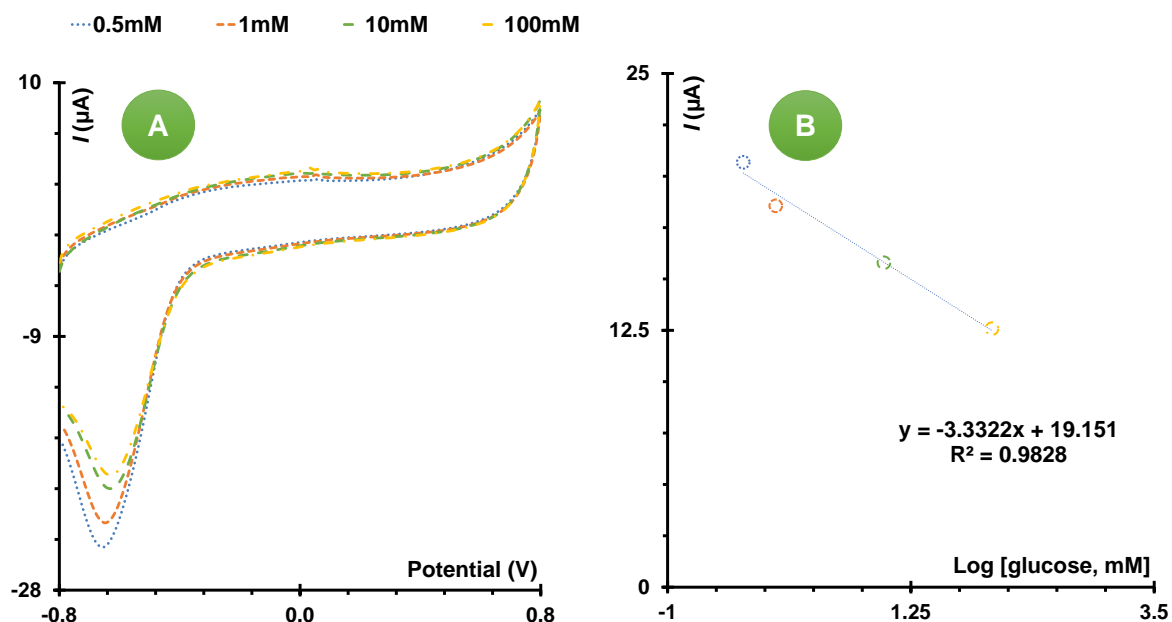 0.5mM 1mM 10mM 100mM
10
-9
-28
I (µA)
A
-0.8 0.0 0.8
Potential (V)
25
12.5
0
I (µA)
B
y = -3.3322x + 19.151
R² = 0.9828
Log [glucose, mM]
-1 1.25 3.5